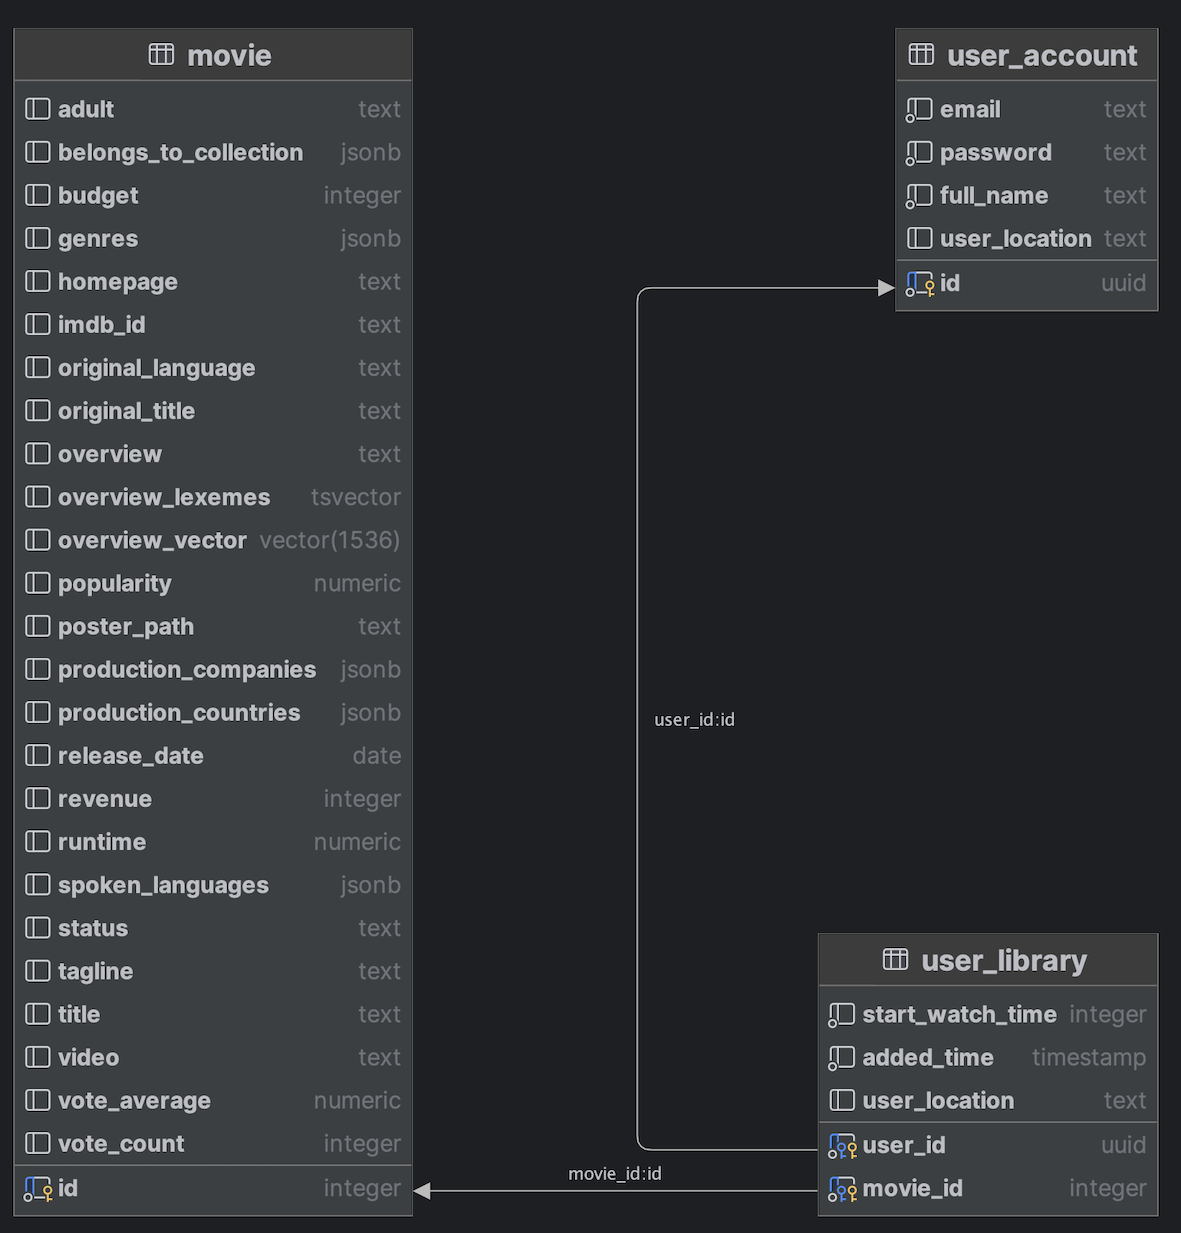 movie
adult text
belongs_to_collection jsonb
budget integer
genres jsonb
homepage text
imdb_id text
original_language text
original_title text
overview text
overview_lexemes tsvector
overview_vector vector(1536)
popularity numeric
poster_path text
production_companies jsonb
production_countries jsonb
release_date date
revenue integer
runtime numeric
spoken_languages jsonb
status text
tagline text
title text
video text
vote_average numeric
vote_count integer
id integer
user_account
email text
password text
full_name text
user_location text
id uuid
user_id:id
movie_id:id
user_library
start_watch_time integer
added_time timestamp
user_location text
user_id uuid
movie_id integer